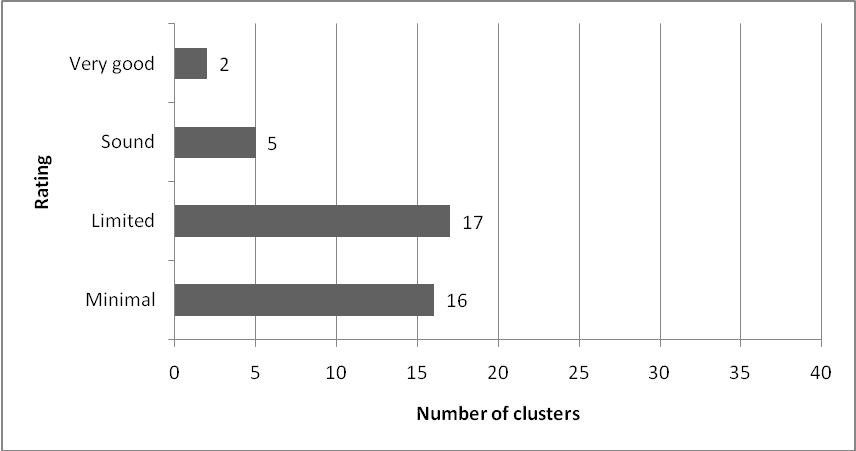 Very good
2
Sound
5
Limited
17
Minimal
16
Rating
0 5 10 15 20 25 30 35 40
Number of clusters